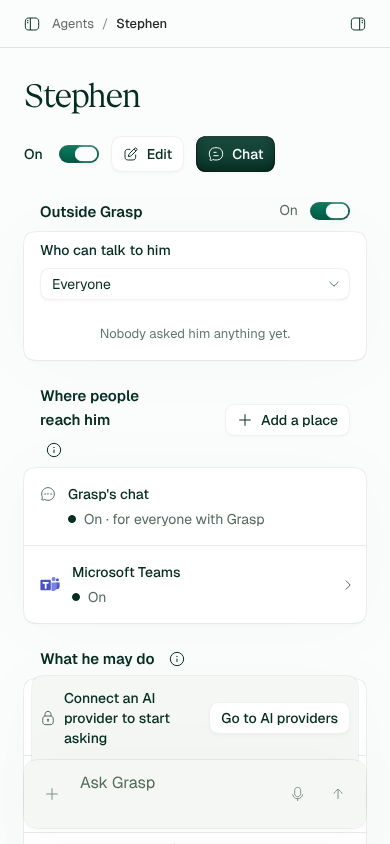 Agents / Stephen
Stephen
On
Edit
Chat
Outside Grasp
On
Who can talk to him
Everyone
Nobody asked him anything yet.
Where people
reach him
Add a place
Grasp's chat
On · for everyone with Grasp
Microsoft Teams
On
What he may do
Connect an AI
provider to start
asking
Go to AI providers
Ask Grasp